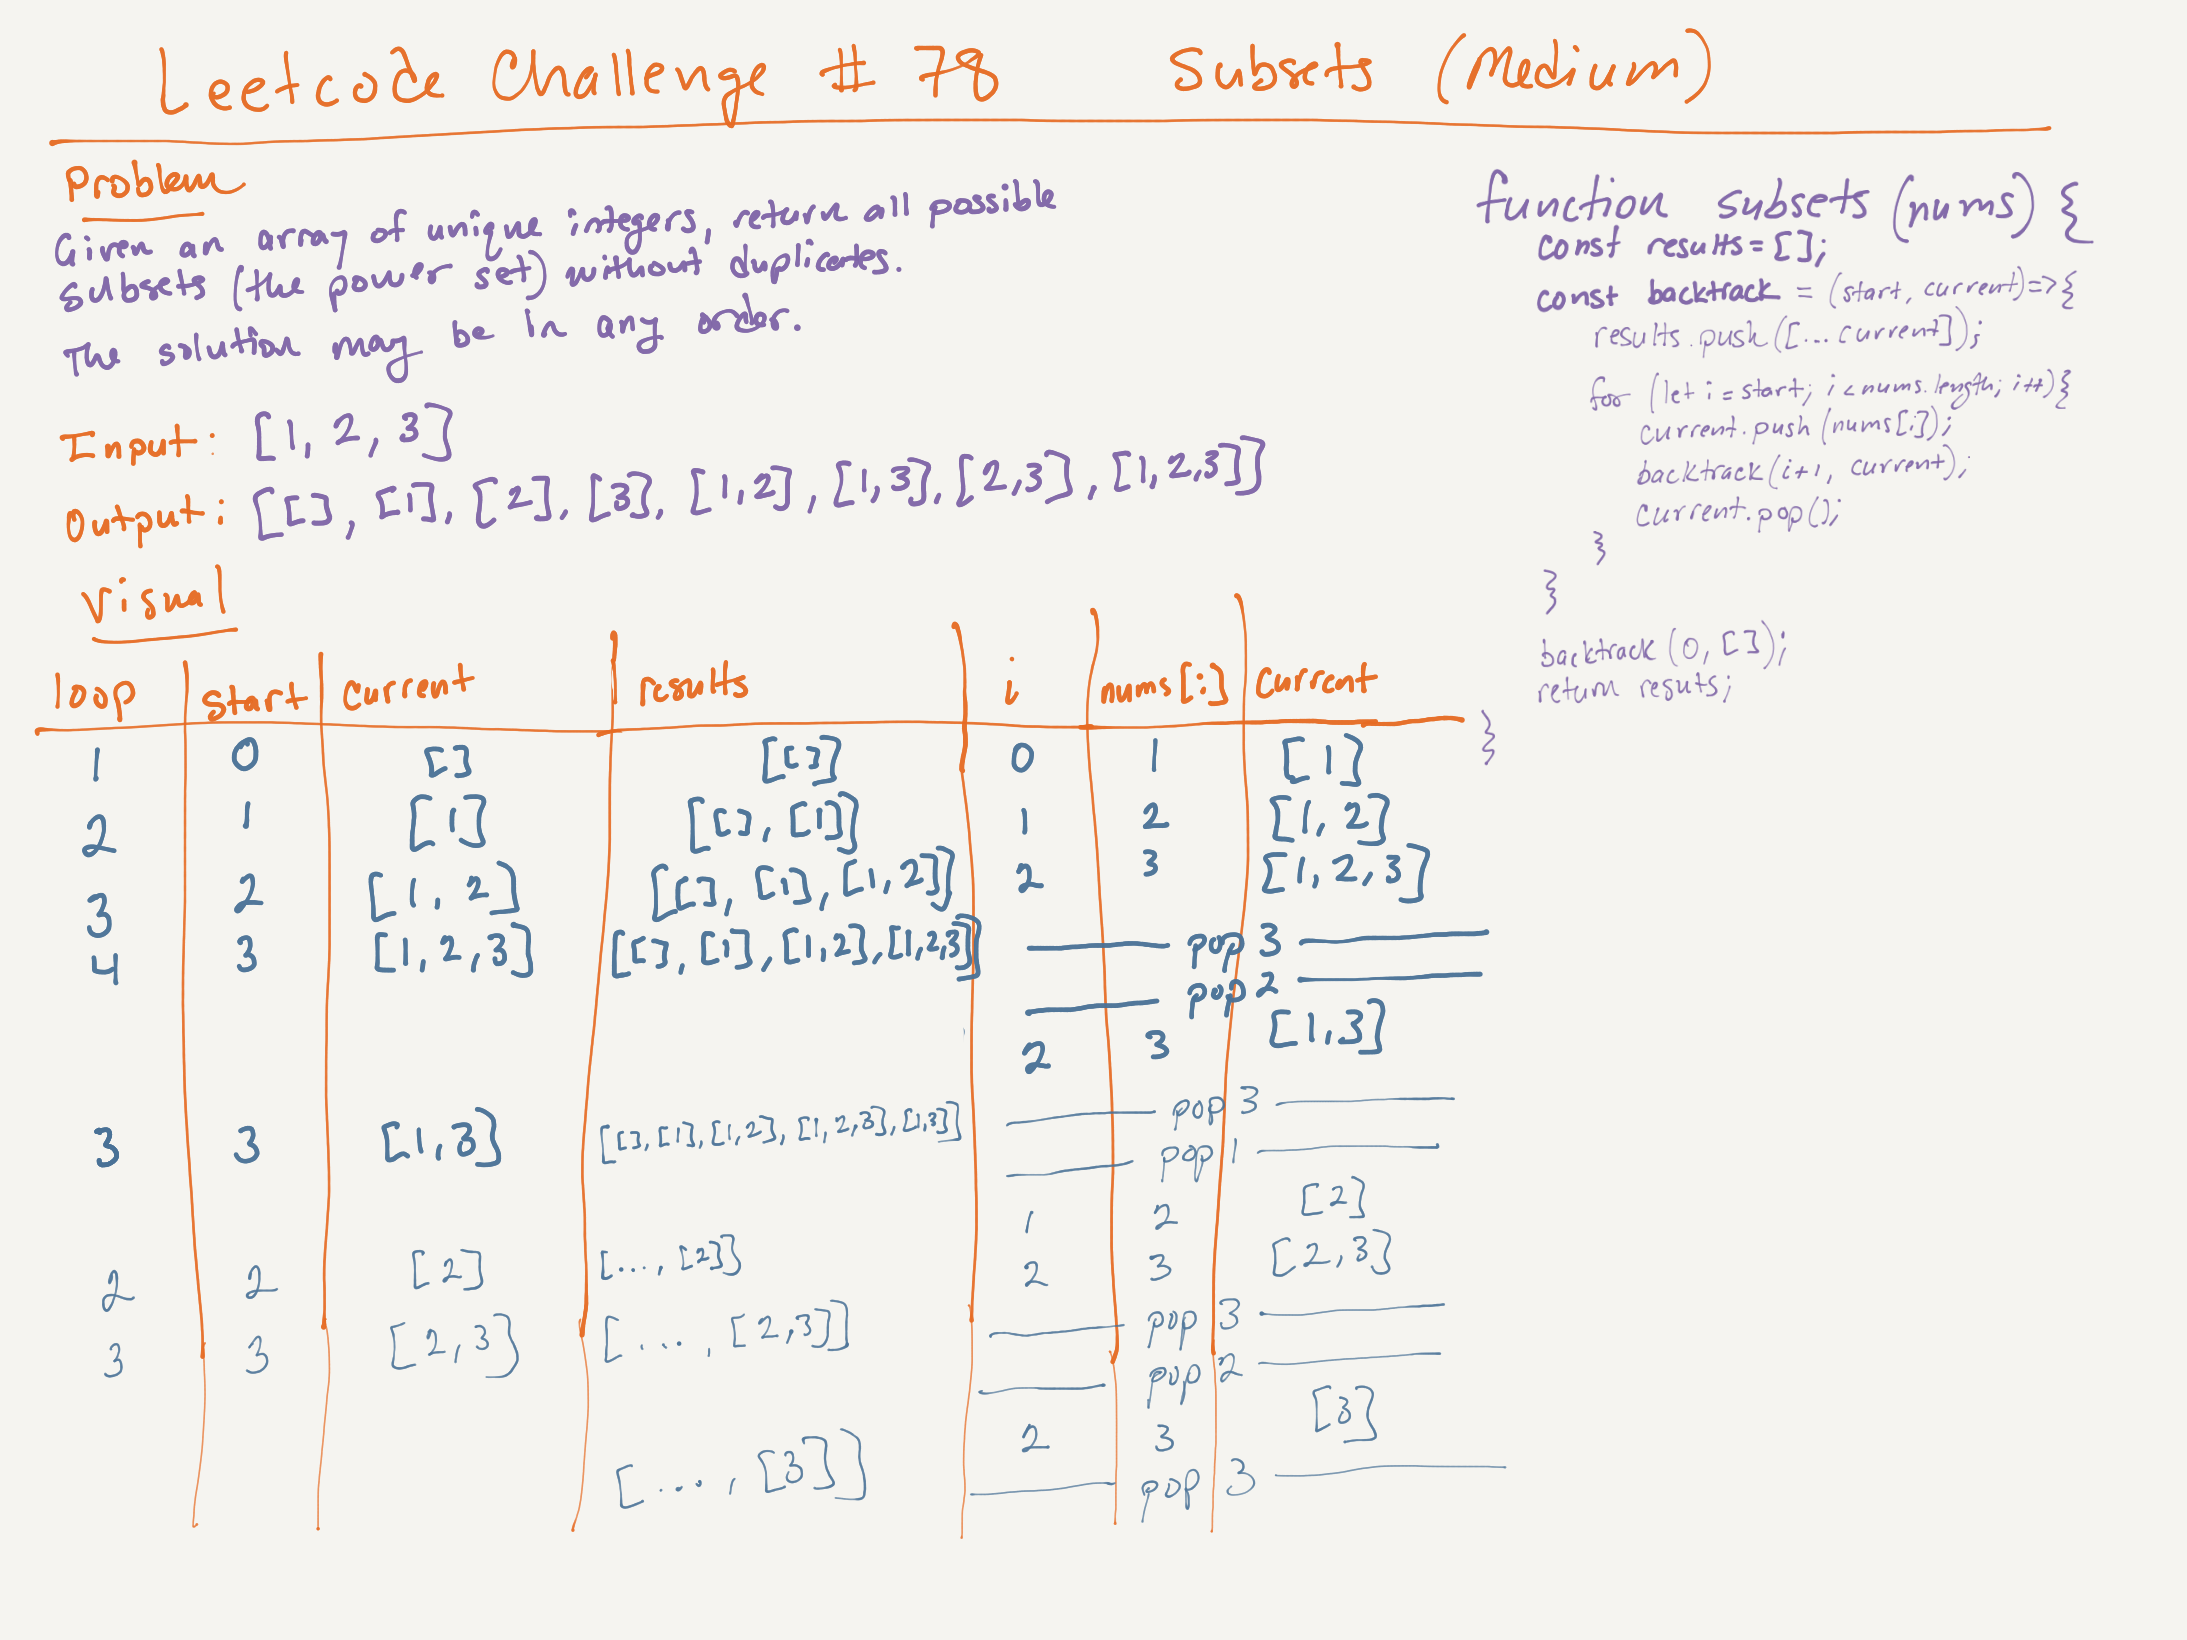 Leetcode Challenge # 78 Subsets (Medium)
Problem
Given an array of unique integers, return all possible
subsets (the power set) without duplicates.
The solution may be in any order.
Input: [1, 2, 3]
Output: [[], [1], [2], [3], [1,2], [1,3], [2,3], [1,2,3]]
function subsets (nums) {
const results = [];
const backtrack = (start, current) => {
results.push([...current]);
for (let i = start; i < nums.length; i++) {
current.push(nums[i]);
backtrack(i+1, current);
current.pop();
}
}
backtrack (0, []);
return results;
}
Visual
loop start current results i nums[i] current
1 0 [] [[]] 0 1 [1]
2 1 [1] [[], [1]] 1 2 [1, 2]
3 2 [1, 2] [[], [1], [1,2]] 2 3 [1, 2, 3]
4 3 [1, 2, 3] [[], [1], [1,2], [1,2,3]] pop 3
pop 2
2 3 [1,3]
pop 3
3 3 [1,3] [[], [1], [1,2], [1,2,3], [1,3]]
pop 1
1 2 [2]
2 2 [2] [..., [2]] 2 3 [2,3]
pop 3
3 3 [2,3] [..., [2,3]]
pop 2
2 3 [3]
[..., [3]] pop 3